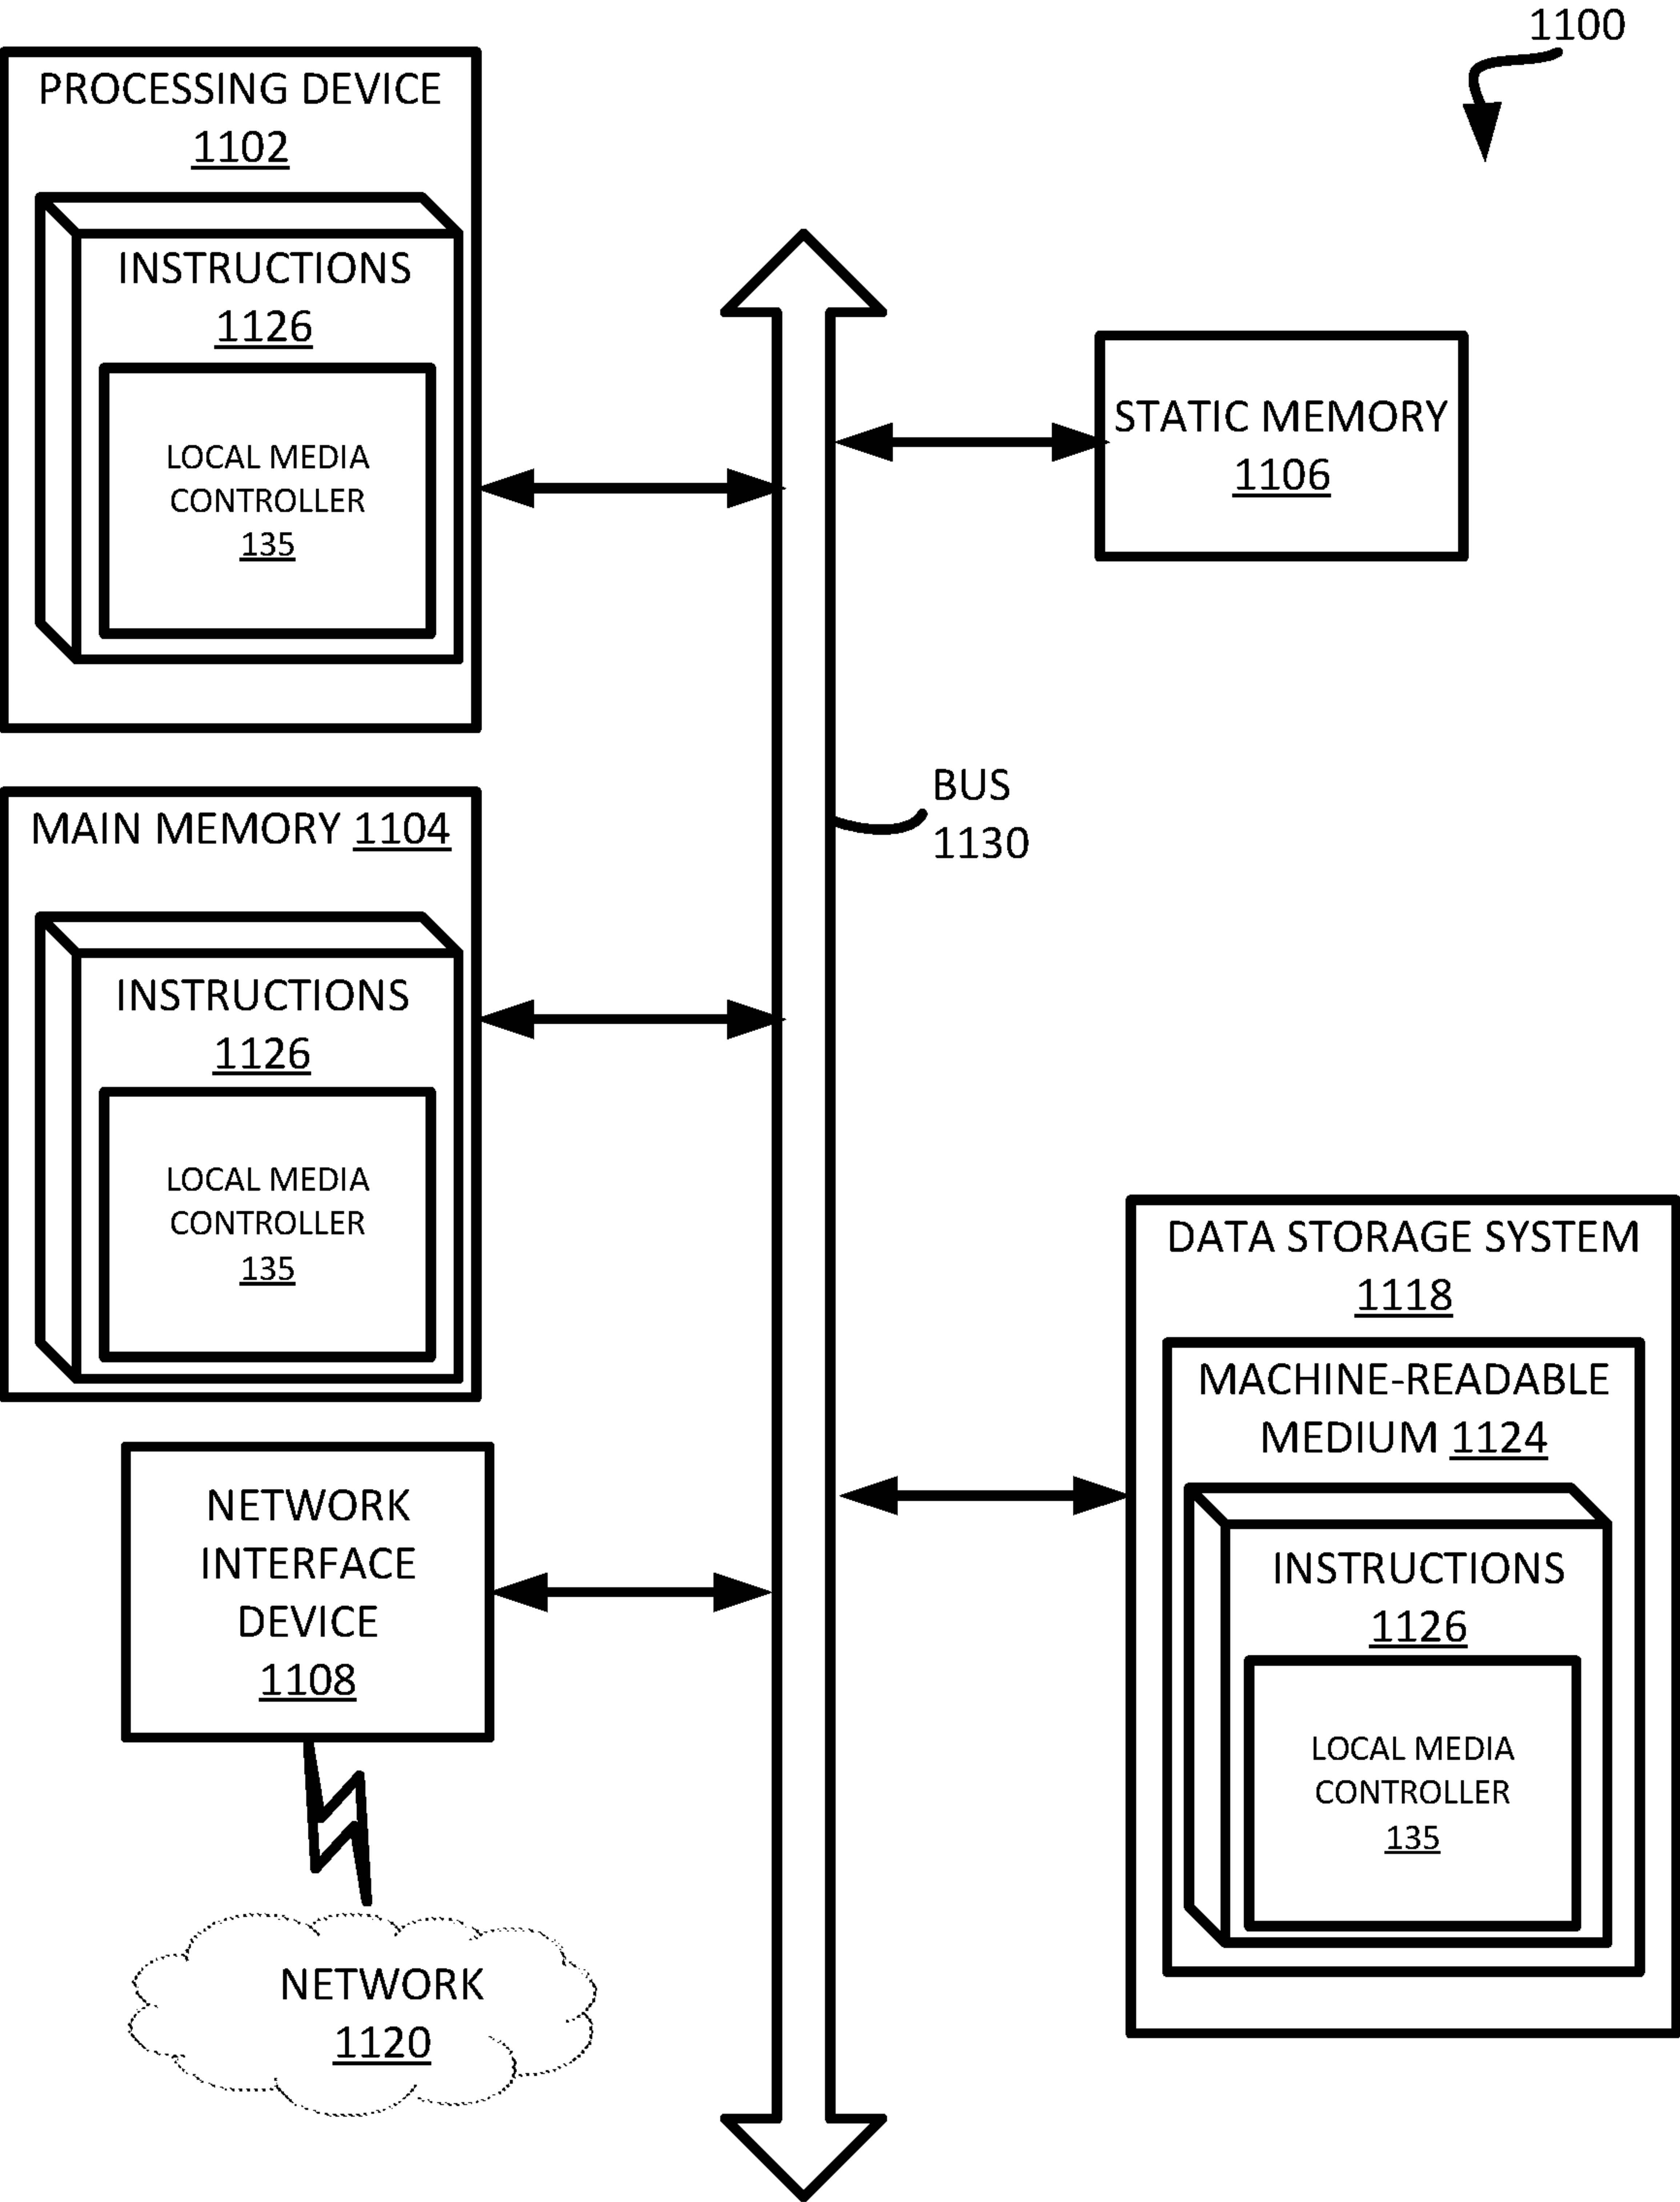 1100
PROCESSING DEVICE
1102
INSTRUCTIONS
1126
LOCAL MEDIA
CONTROLLER
135
STATIC MEMORY
1106
BUS
1130
MAIN MEMORY 1104
INSTRUCTIONS
1126
LOCAL MEDIA
CONTROLLER
135
DATA STORAGE SYSTEM
1118
MACHINE-READABLE
MEDIUM 1124
INSTRUCTIONS
1126
LOCAL MEDIA
CONTROLLER
135
NETWORK
INTERFACE
DEVICE
1108
NETWORK
1120